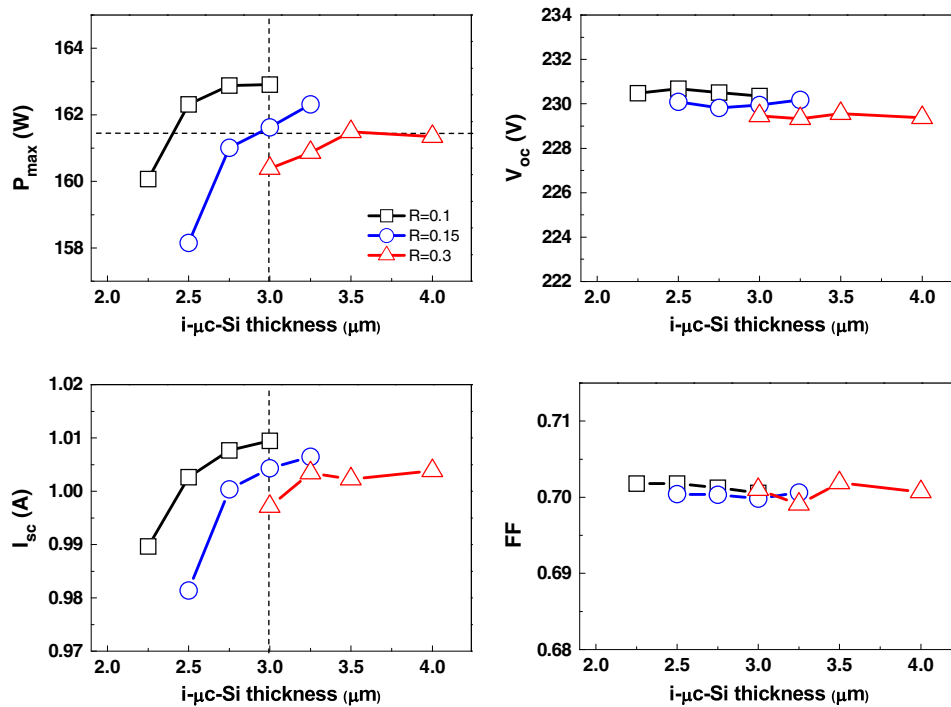 P_max (W)
164
162
160
158
R=0.1
R=0.15
R=0.3
2.0 2.5 3.0 3.5 4.0
i-μc-Si thickness (μm)
V_oc (V)
231
230
228
226
224
222
2.0 2.5 3.0 3.5 4.0
i-μc-Si thickness (μm)
I_sc (A)
1.02
1.01
1.00
0.99
0.98
0.97
2.0 2.5 3.0 3.5 4.0
i-μc-Si thickness (μm)
FF
0.71
0.70
0.69
0.68
2.0 2.5 3.0 3.5 4.0
i-μc-Si thickness (μm)